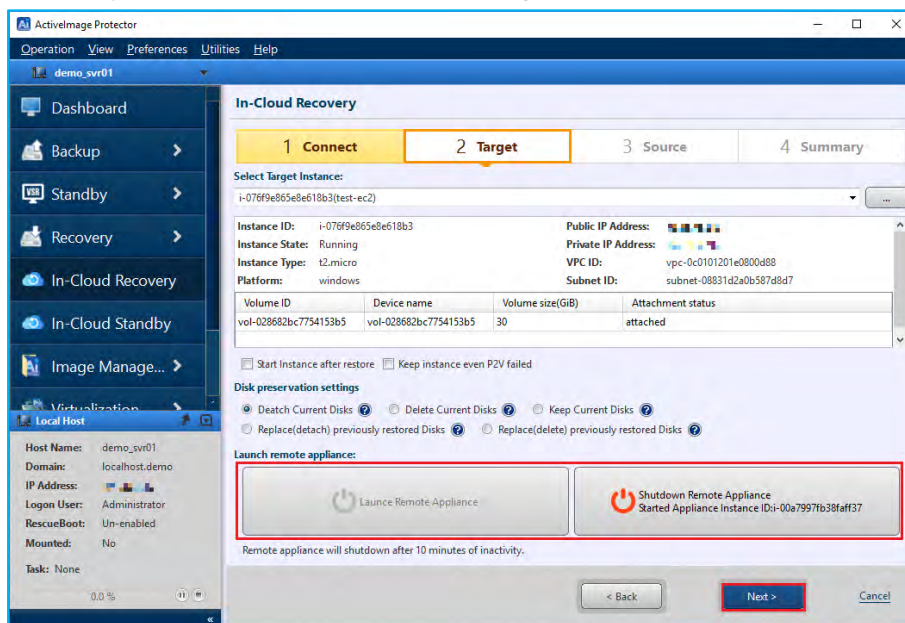 ActiveImage Protector
Operation View Preferences Utilities Help
demo_svr01
Dashboard
Backup
Standby
Recovery
In-Cloud Recovery
In-Cloud Standby
Image Manage...
Virtualization
Local Host
Host Name: demo_svr01
Domain: localhost.demo
IP Address:
Logon User: Administrator
RescueBoot: Un-enabled
Mounted: No
Task: None
0.0 %
«
In-Cloud Recovery
1 Connect 2 Target 3 Source 4 Summary
Select Target Instance:
i-076f9e865e8e618b3(test-ec2) ...
Instance ID: i-076f9e865e8e618b3 Public IP Address:
Instance State: Running Private IP Address:
Instance Type: t2.micro VPC ID: vpc-0c0101201e0800d88
Platform: windows Subnet ID: subnet-08831d2a0b587d8d7
Volume ID Device name Volume size(GiB) Attachment status
vol-028682bc7754153b5 vol-028682bc7754153b5 30 attached
Start Instance after restore Keep instance even P2V failed
Disk preservation settings
Deatch Current Disks ? Delete Current Disks ? Keep Current Disks ?
Replace(detach) previously restored Disks ? Replace(delete) previously restored Disks ?
Launch remote appliance:
Launce Remote Appliance
Shutdown Remote Appliance
Started Appliance Instance ID:i-00a7997fb38faff37
Remote appliance will shutdown after 10 minutes of inactivity.
< Back Next > Cancel